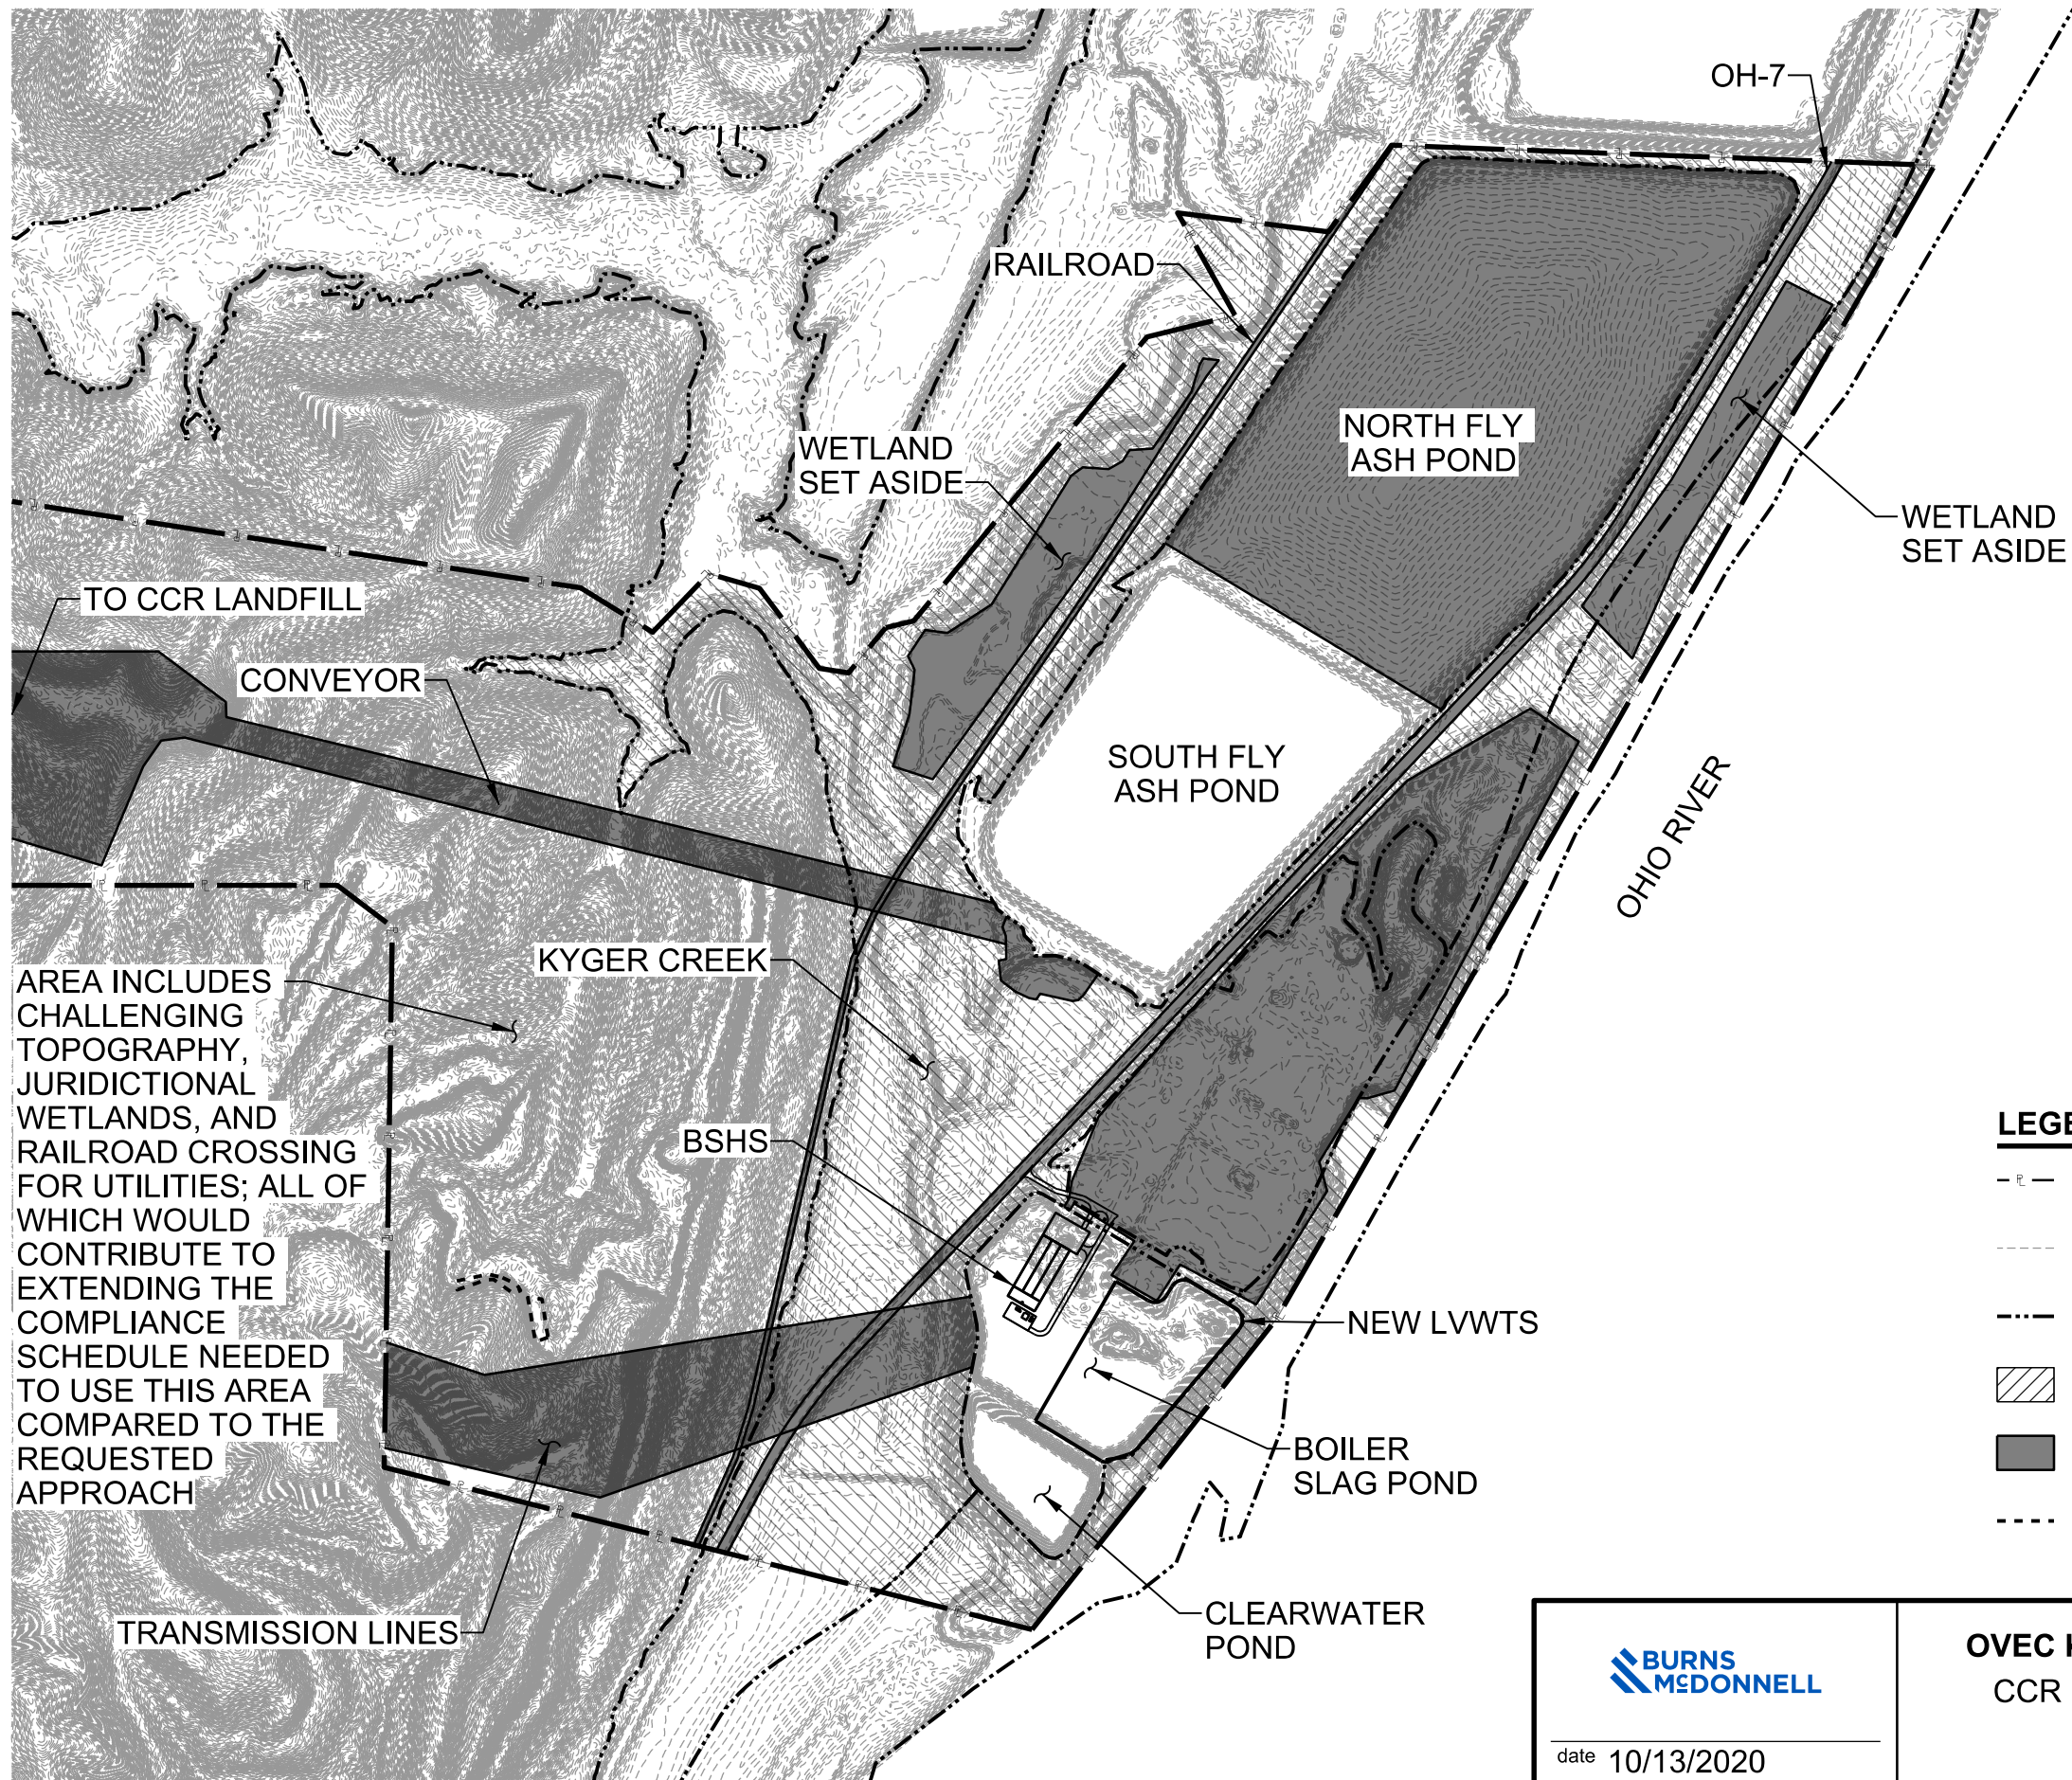 OH-7
RAILROAD
NORTH FLY
ASH POND
WETLAND
SET ASIDE
WETLAND
SET ASIDE
TO CCR LANDFILL
CONVEYOR
SOUTH FLY
ASH POND
OHIO RIVER
KYGER CREEK
AREA INCLUDES
CHALLENGING
TOPOGRAPHY,
JURIDICTIONAL
WETLANDS, AND
RAILROAD CROSSING
FOR UTILITIES; ALL OF
WHICH WOULD
CONTRIBUTE TO
EXTENDING THE
COMPLIANCE
SCHEDULE NEEDED
TO USE THIS AREA
COMPARED TO THE
REQUESTED
APPROACH
BSHS
NEW LVWTS
BOILER
SLAG POND
CLEARWATER
POND
TRANSMISSION LINES
BURNS
MCDONNELL
date 10/13/2020
OVEC
CCR